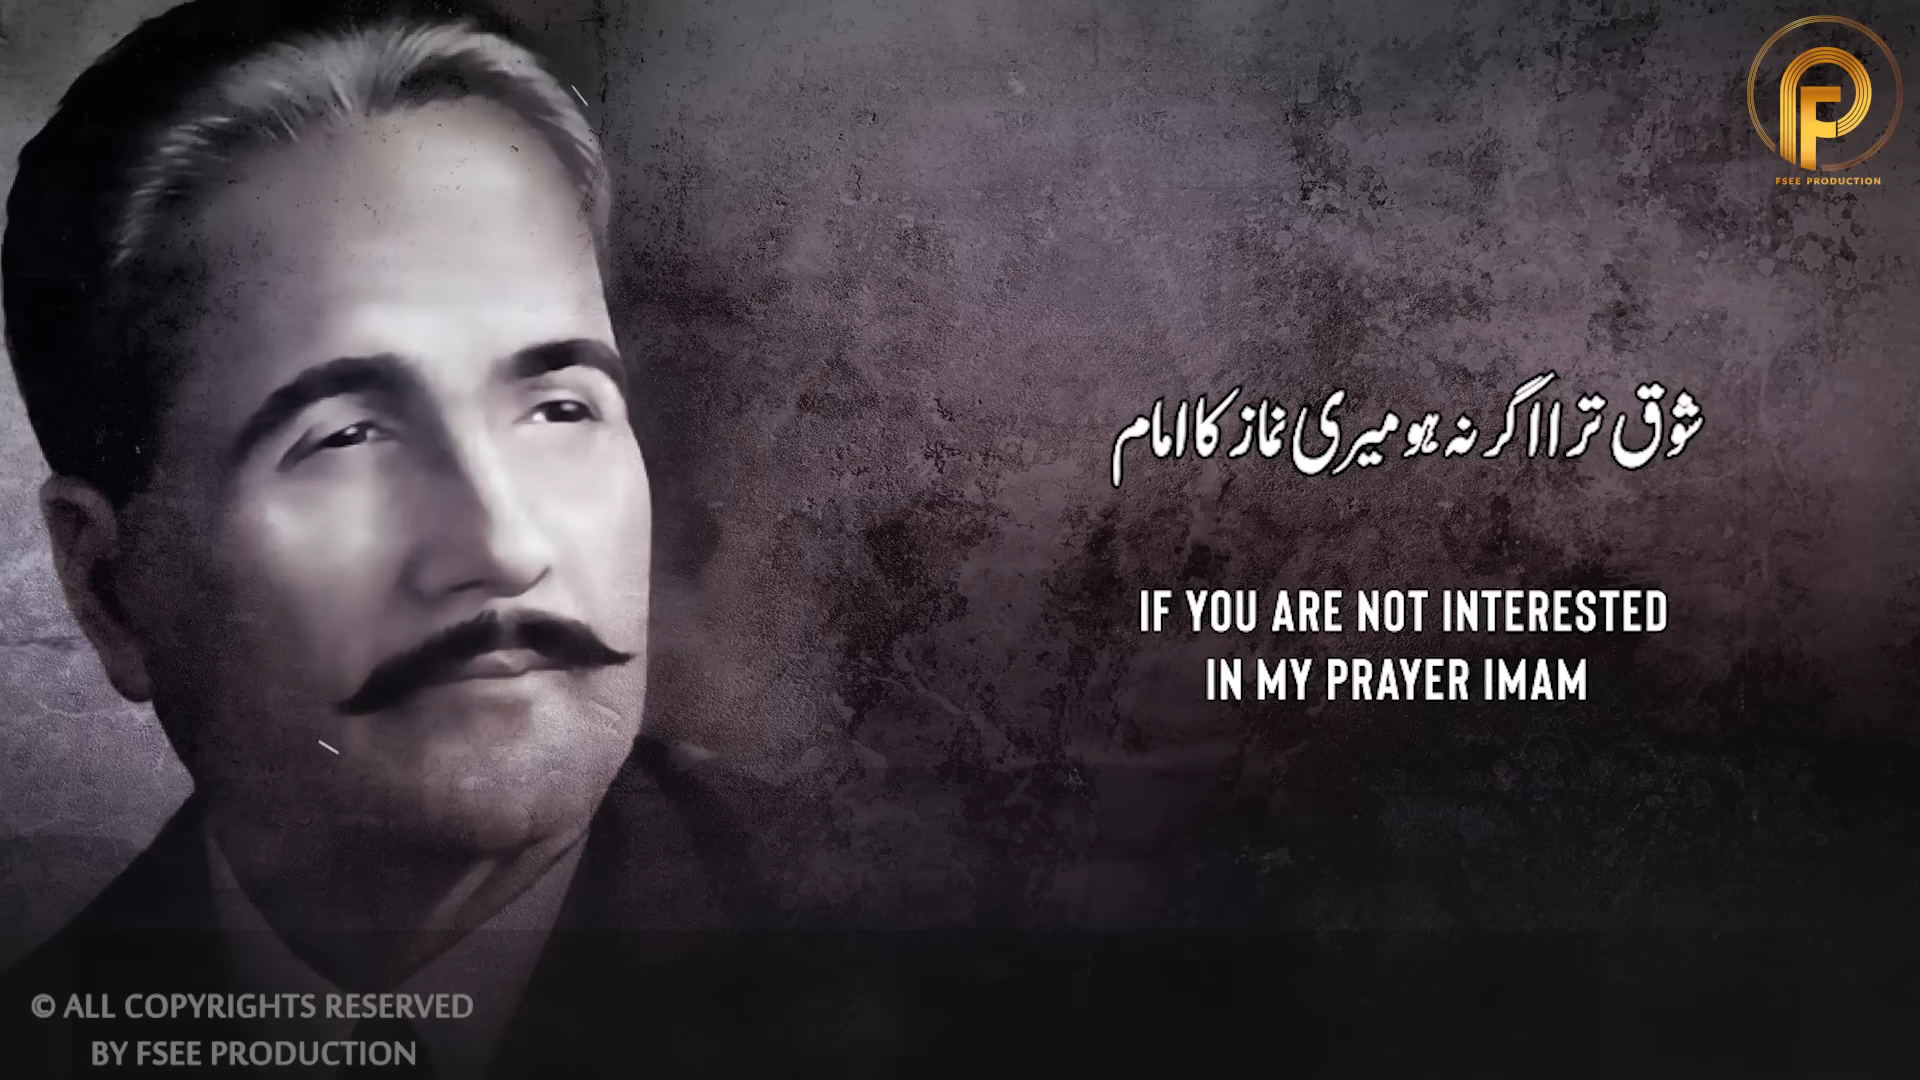 FSEE PRODUCTION
شوق ترا اگر نہ ہو میری نماز کا امام
IF YOU ARE NOT INTERESTED
IN MY PRAYER IMAM
© ALL COPYRIGHTS RESERVED
BY FSEE PRODUCTION